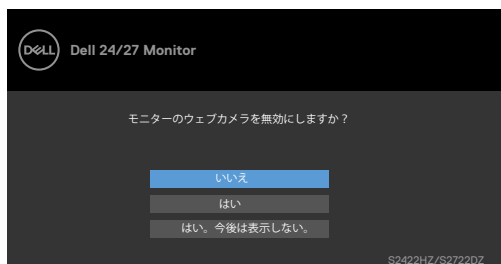 DELL
Dell 24/27 Monitor
モニターのウェブカメラを無効にしますか？
いいえ
はい
はい。今後は表示しない。
S2422HZ/S2722DZ